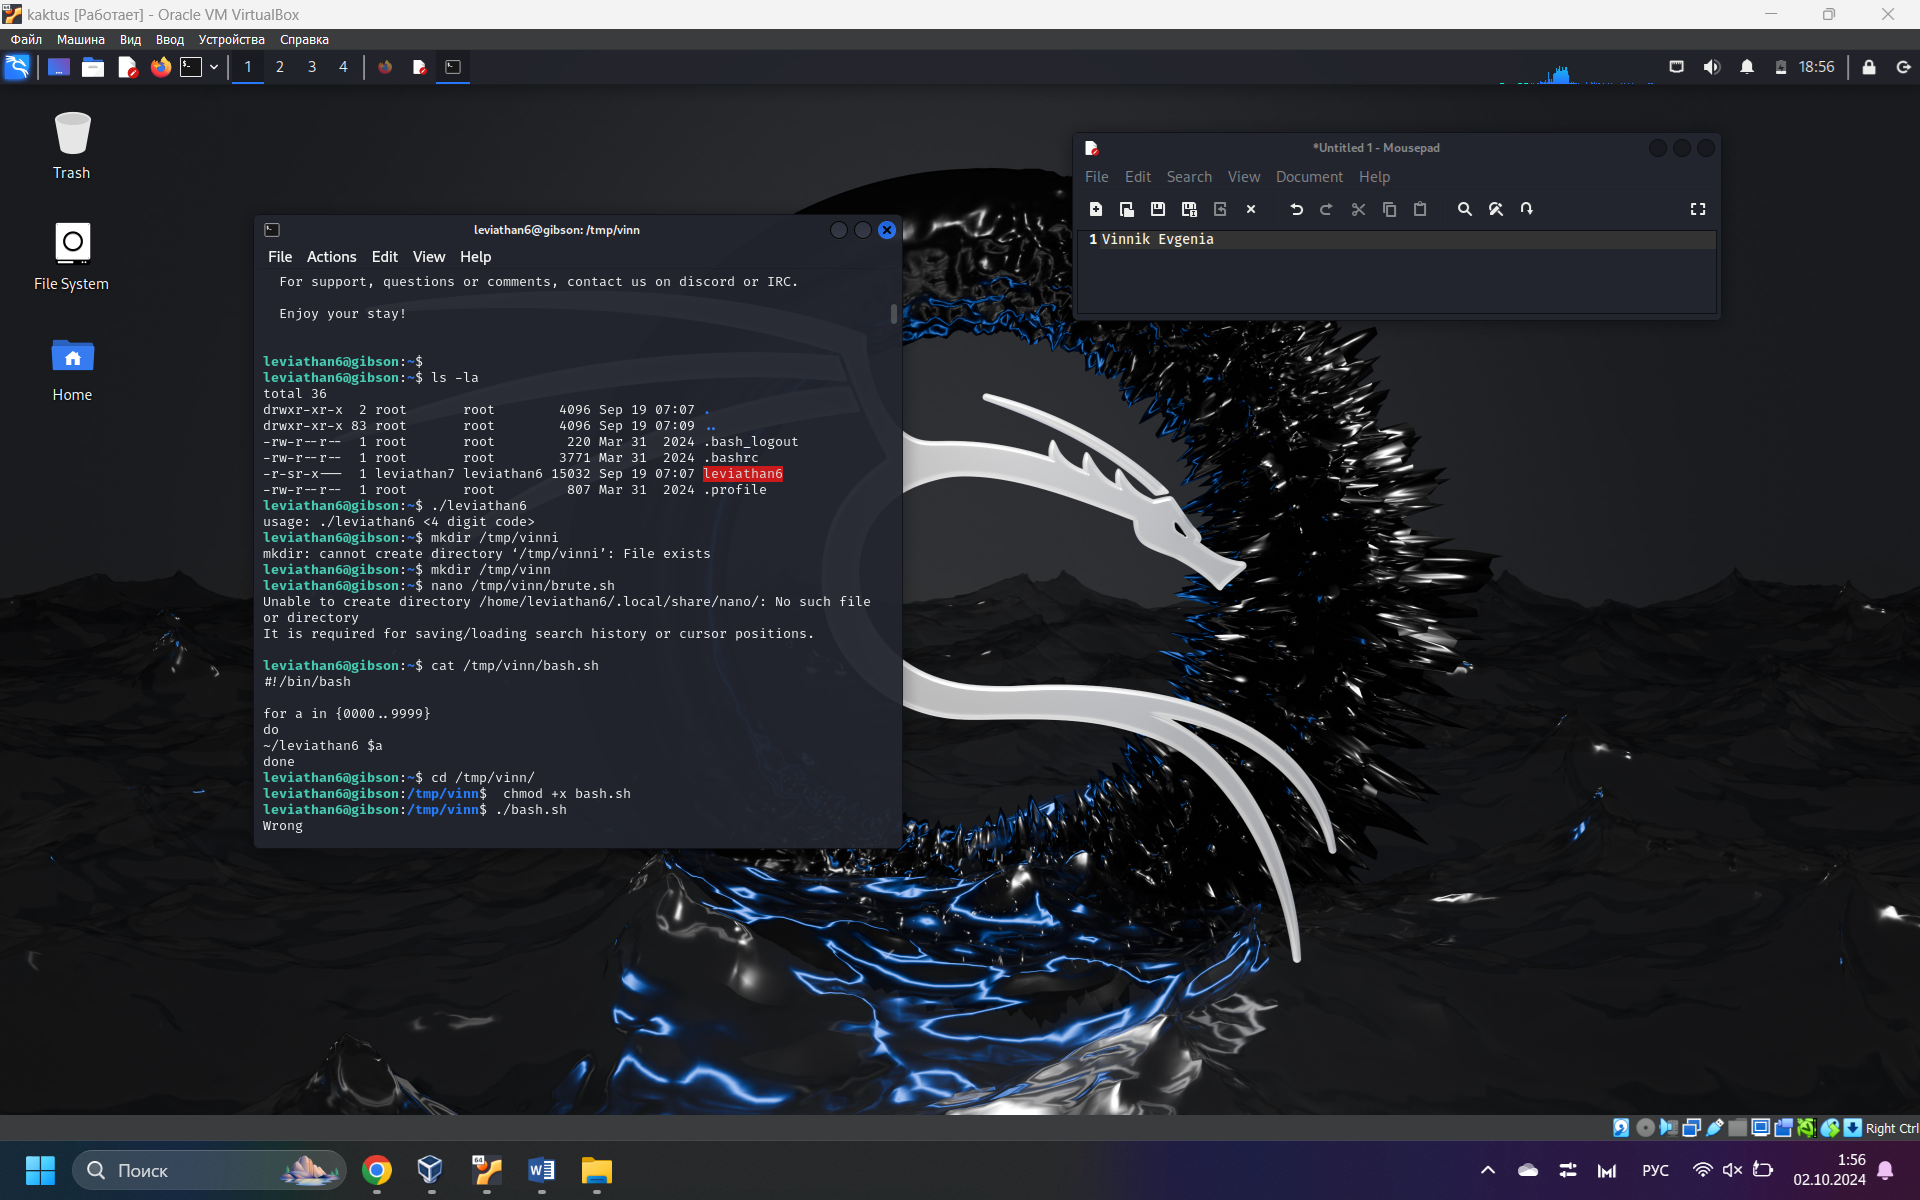 kaktus [Работает] - Oracle VM VirtualBox
Файл Машина Вид Ввод Устройства Справка
1 2 3 4 18:56
Trash
File System
Home
*Untitled 1 - Mousepad
File Edit Search View Document Help
1 Vinnik Evgenia
leviathan6@gibson: /tmp/vinn
File Actions Edit View Help
For support, questions or comments, contact us on discord or IRC.
Enjoy your stay!
leviathan6@gibson:~$
leviathan6@gibson:~$ ls -la
total 36
drwxr-xr-x  2 root       root        4096 Sep 19 07:07 .
drwxr-xr-x 83 root       root        4096 Sep 19 07:09 ..
-rw-r--r--  1 root       root         220 Mar 31  2024 .bash_logout
-rw-r--r--  1 root       root        3771 Mar 31  2024 .bashrc
-r-sr-x---  1 leviathan7 leviathan6 15032 Sep 19 07:07 leviathan6
-rw-r--r--  1 root       root         807 Mar 31  2024 .profile
leviathan6@gibson:~$ ./leviathan6
usage: ./leviathan6 <4 digit code>
leviathan6@gibson:~$ mkdir /tmp/vinni
mkdir: cannot create directory ‘/tmp/vinni’: File exists
leviathan6@gibson:~$ mkdir /tmp/vinn
leviathan6@gibson:~$ nano /tmp/vinn/brute.sh
Unable to create directory /home/leviathan6/.local/share/nano/: No such file
or directory
It is required for saving/loading search history or cursor positions.
leviathan6@gibson:~$ cat /tmp/vinn/bash.sh
#!/bin/bash
for a in {0000..9999}
do
~/leviathan6 $a
done
leviathan6@gibson:~$ cd /tmp/vinn/
leviathan6@gibson:/tmp/vinn$  chmod +x bash.sh
leviathan6@gibson:/tmp/vinn$ ./bash.sh
Wrong
Right Ctrl
Поиск
64
РУС
1:56
02.10.2024